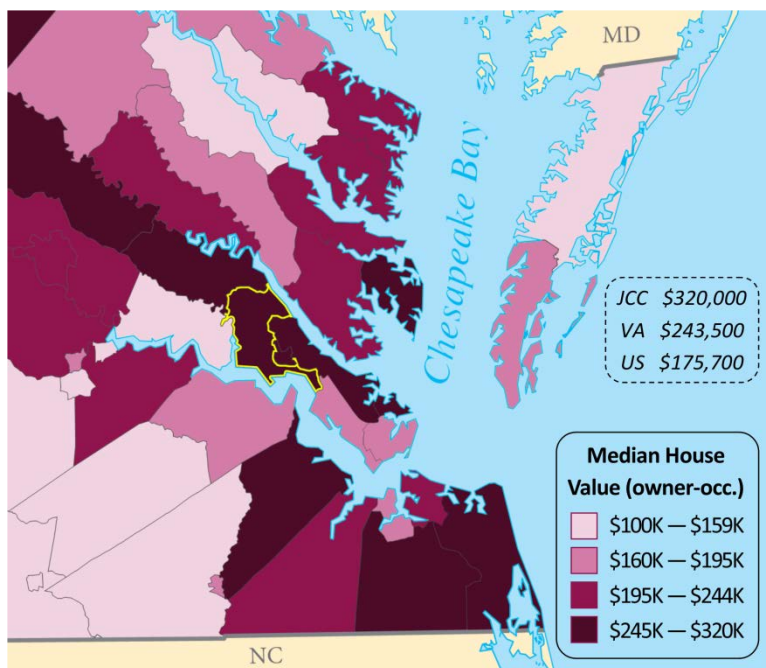 MD
Chesapeake Bay
JCC $320,000
VA $243,500
US $175,700
Median House
Value (owner-occ.)
$100K — $159K
$160K — $195K
$195K — $244K
$245K — $320K
NC